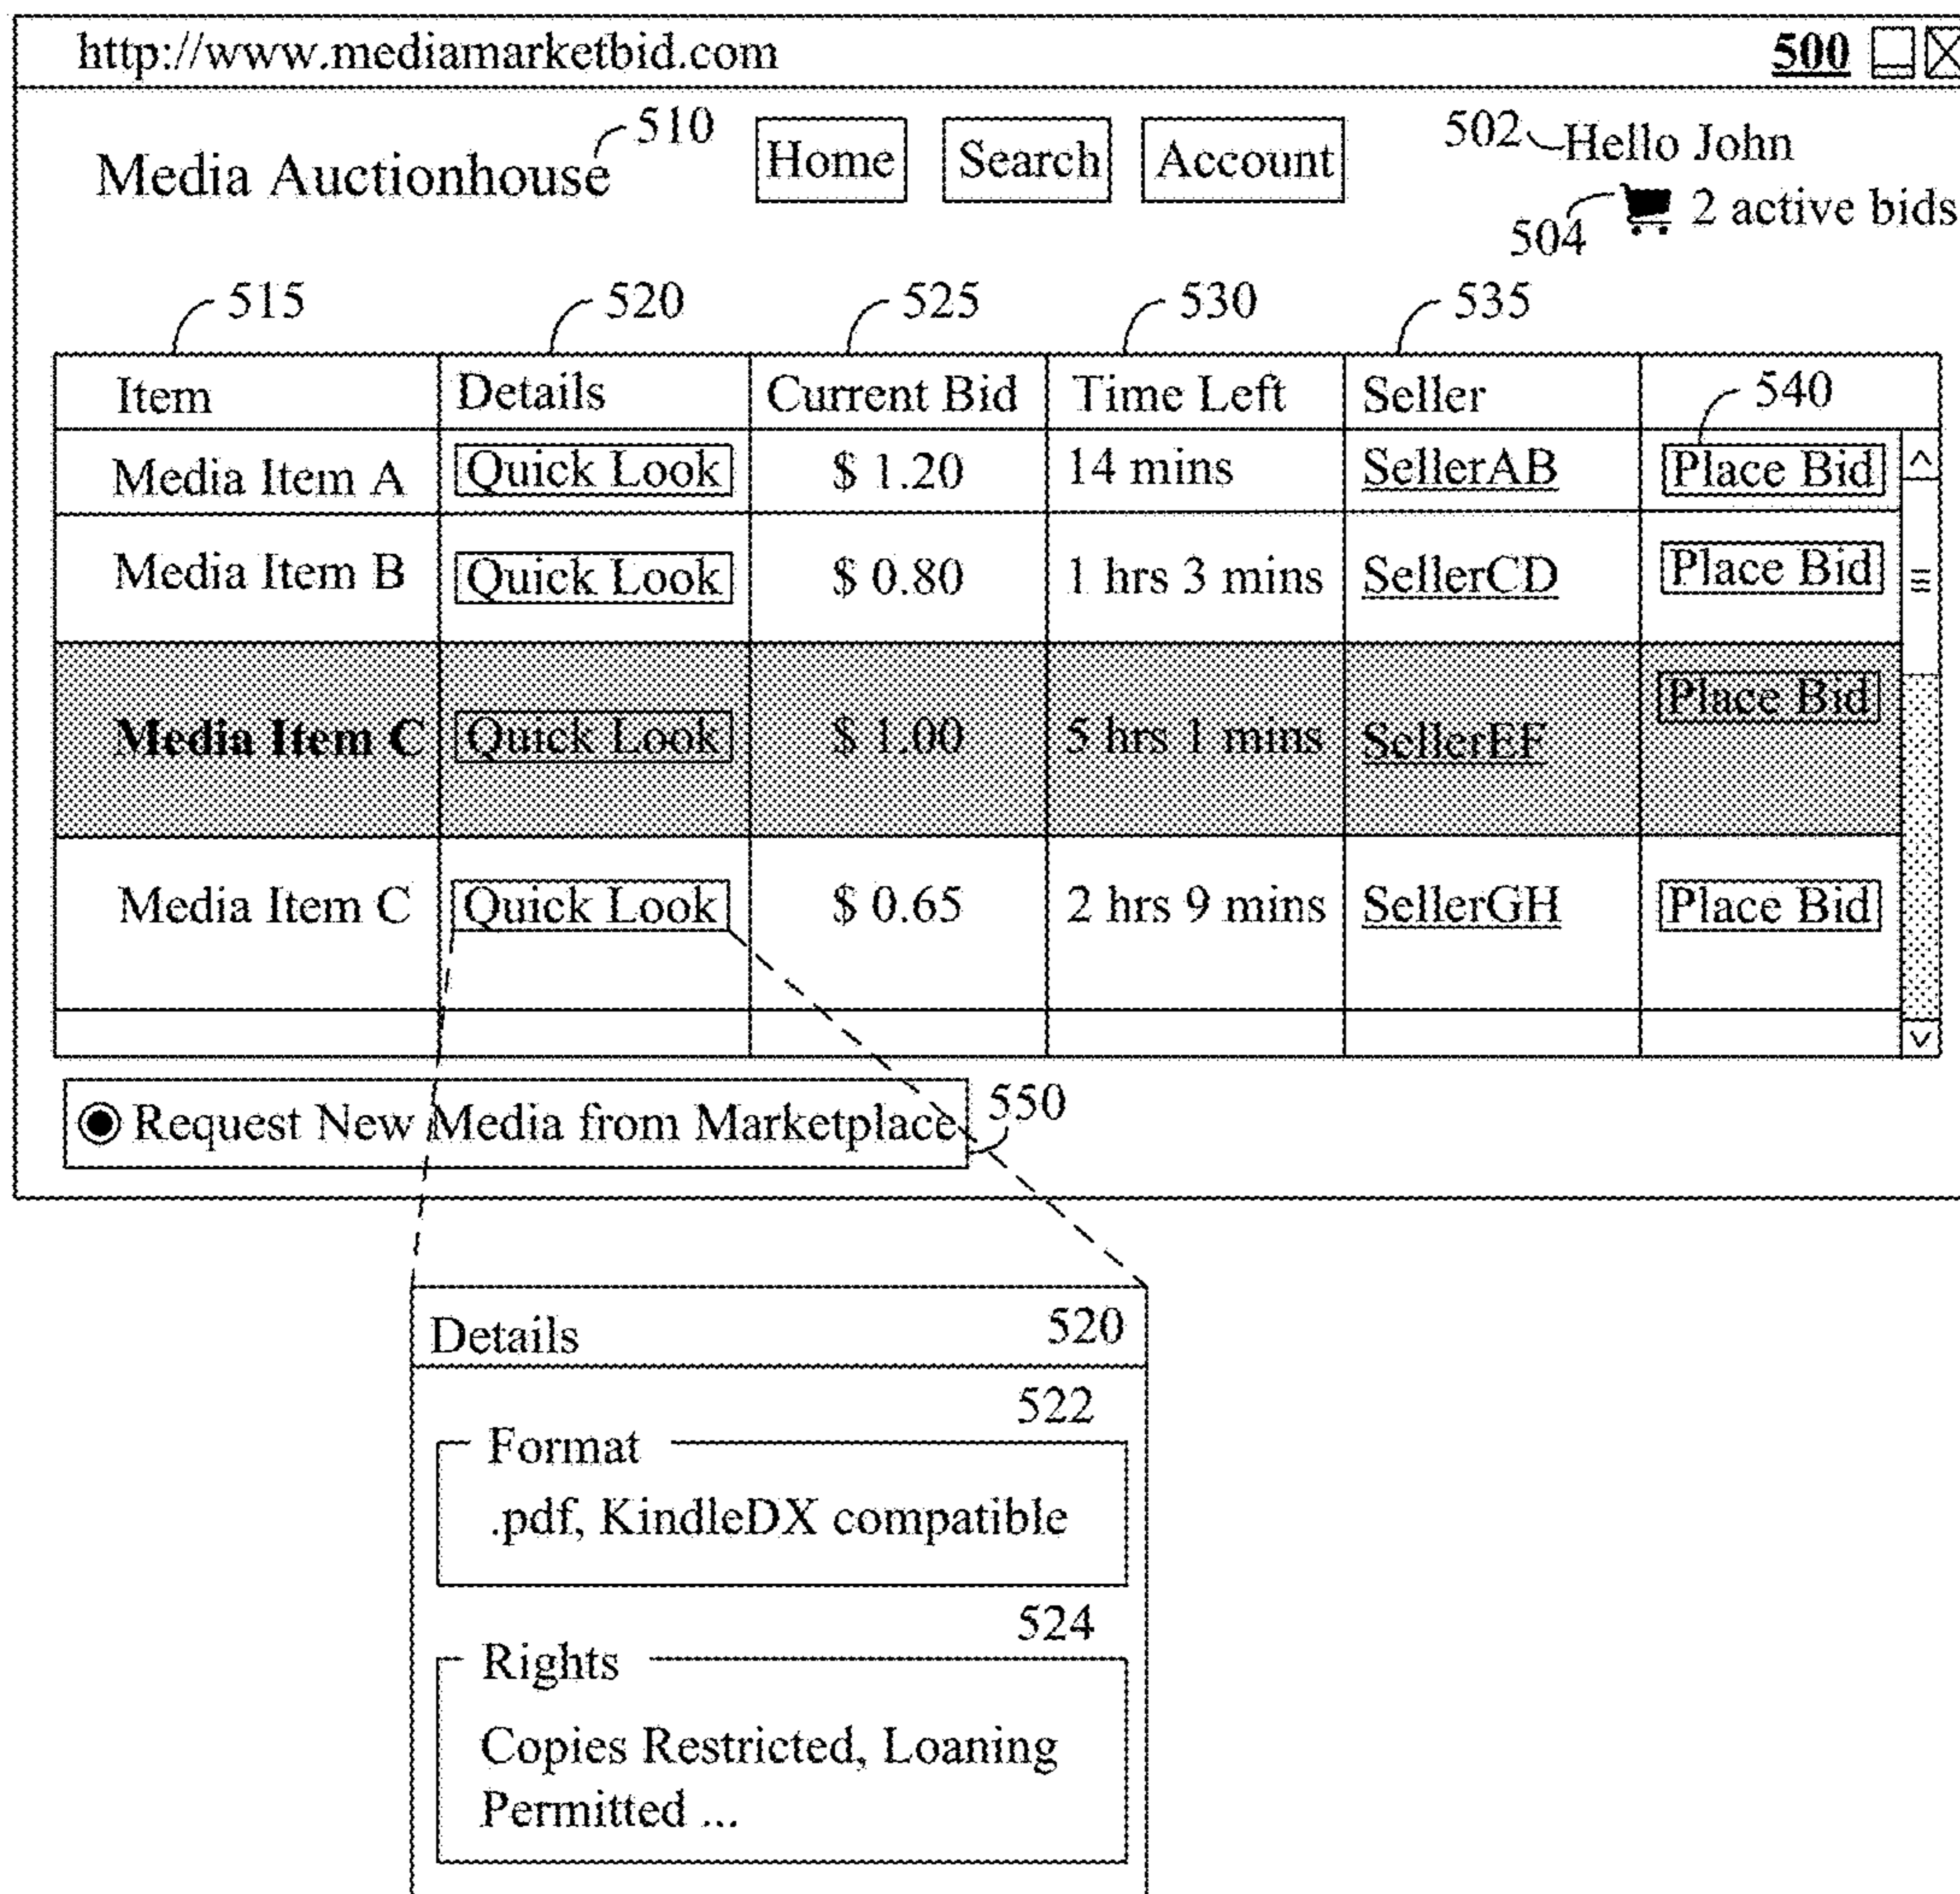 http://www.mediamarketbid.com 500
Media Auctionhouse 510 Home Search Account 502 Hello John
504 2 active bids
515 520 525 530 535
Item Details Current Bid Time Left Seller 540
Media Item A Quick Look $ 1.20 14 mins SellerAB Place Bid
Media Item B Quick Look $ 0.80 1 hrs 3 mins SellerCD Place Bid
Media Item C Quick Look $ 1.00 5 hrs 1 mins SellerEF Place Bid
Media Item C Quick Look $ 0.65 2 hrs 9 mins SellerGH Place Bid
Request New Media from Marketplace 550
Details 520
522
Format
.pdf, KindleDX compatible
524
Rights
Copies Restricted, Loaning
Permitted ...